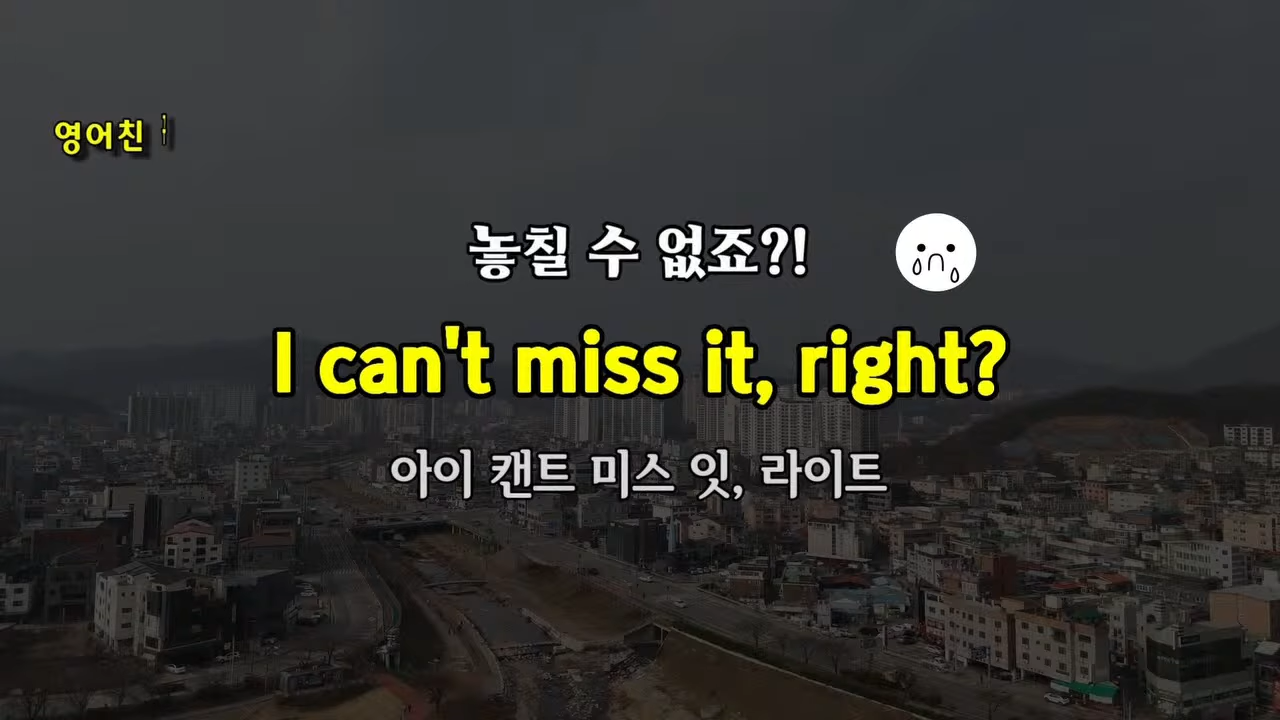 영어친
놓칠 수 없죠?!
I can't miss it, right?
아이 캔트 미스 잇, 라이트